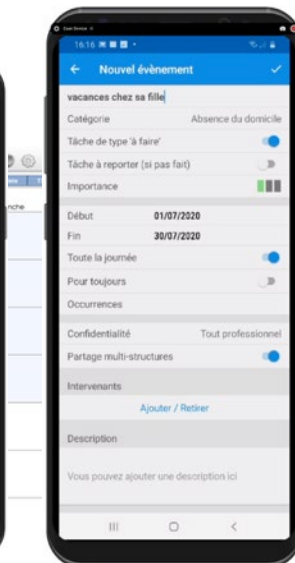 16:16
Nouvel évènement
vacances chez sa fille
Catégorie Absence du domicile
Tâche de type 'à faire'
Tâche à reporter (si pas fait)
Importance
Début 01/07/2020
Fin 30/07/2020
Toute la journée
Pour toujours
Occurrences
Confidentialité Tout professionnel
Partage multi-structures
Intervenants
Ajouter / Retirer
Description
Vous pouvez ajouter une description ici
nche